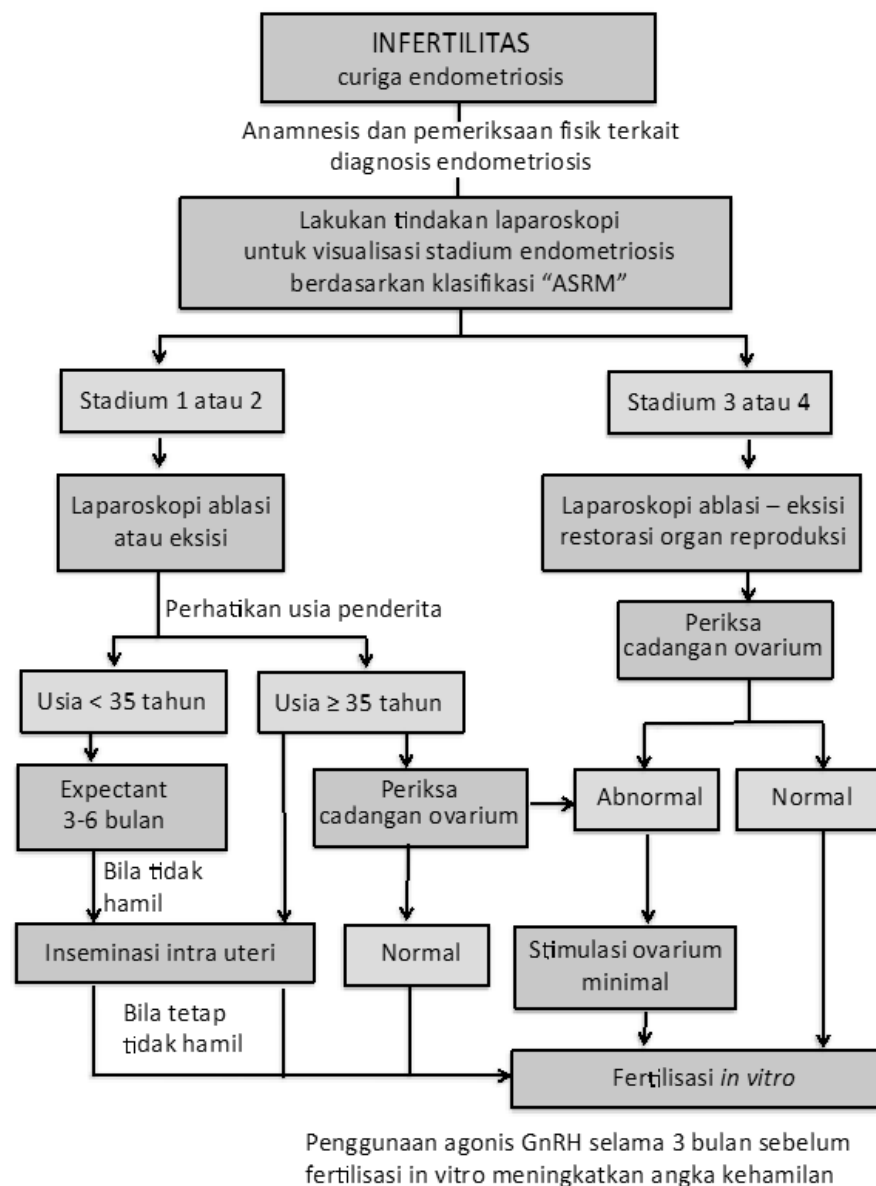 INFERTILITAS
curiga endometriosis
Anamnesis dan pemeriksaan fisik terkait
diagnosis endometriosis
Lakukan tindakan laparoskopi
untuk visualisasi stadium endometriosis
berdasarkan klasifikasi “ASRM”
Stadium 1 atau 2
Stadium 3 atau 4
Laparoskopi ablasi
atau eksisi
Laparoskopi ablasi – eksisi
restorasi organ reproduksi
Perhatikan usia penderita
Periksa
cadangan ovarium
Usia < 35 tahun
Usia ≥ 35 tahun
Expectant
3-6 bulan
Periksa
cadangan ovarium
Abnormal
Normal
Bila tidak
hamil
Inseminasi intra uteri
Normal
Stimulasi ovarium
minimal
Bila tetap
tidak hamil
Fertilisasi in vitro
Penggunaan agonis GnRH selama 3 bulan sebelum
fertilisasi in vitro meningkatkan angka kehamilan